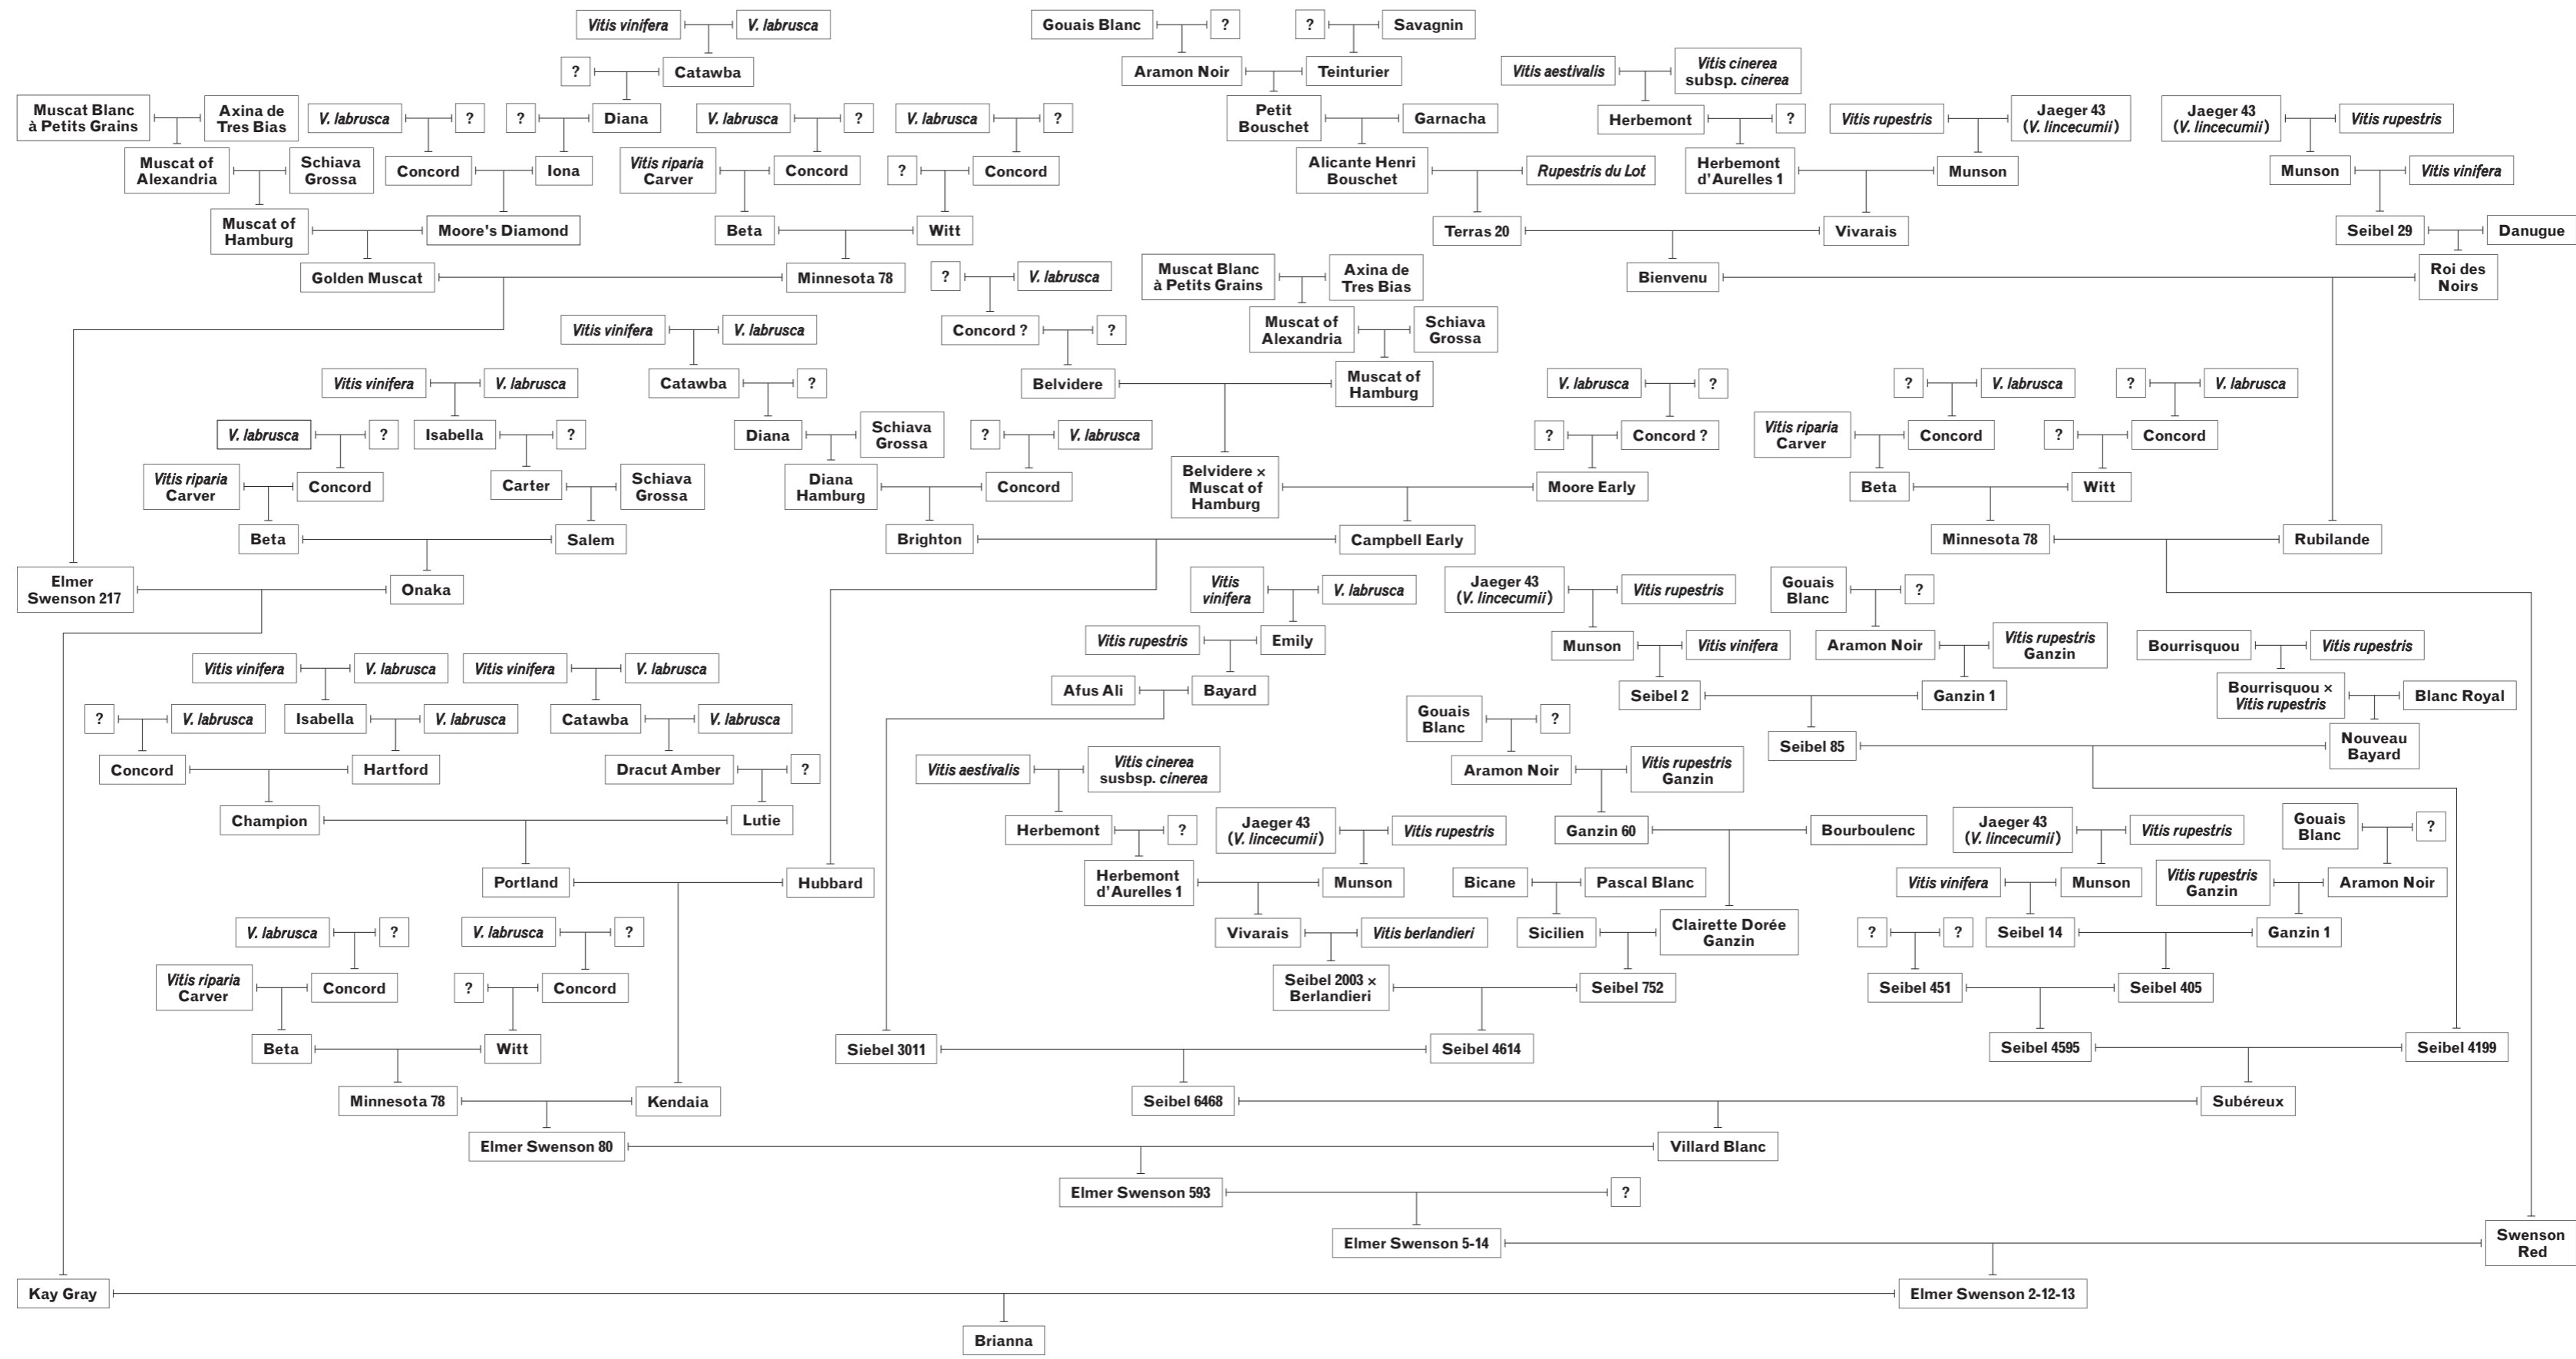 Vitis vinifera
V. labrusca
Gouais Blanc
?
?
Savagnin
?
Catawba
Aramon Noir
Teinturier
Vitis aestivalis
Vitis cinerea
subsp. cinerea
Muscat Blanc
à Petits Grains
Axina de
Tres Bias
V. labrusca
?
?
Diana
V. labrusca
?
V. labrusca
?
Petit
Bouschet
Garnacha
Herbemont
?
Vitis rupestris
Jaeger 43
(V. lincecumii)
Jaeger 43
(V. lincecumii)
Vitis rupestris
Muscat of
Alexandria
Schiava
Grossa
Concord
Iona
Vitis riparia
Carver
Concord
?
Concord
Alicante Henri
Bouschet
Rupestris du Lot
Herbemont
d'Aurelles 1
Munson
Munson
Vitis vinifera
Muscat of
Hamburg
Moore's Diamond
Beta
Witt
Terras 20
Vivarais
Seibel 29
Danugue
Golden Muscat
Minnesota 78
?
V. labrusca
Muscat Blanc
à Petits Grains
Axina de
Tres Bias
Bienvenu
Roi des
Noirs
Vitis vinifera
V. labrusca
Concord ?
?
Muscat of
Alexandria
Schiava
Grossa
Vitis vinifera
V. labrusca
Catawba
?
Belvidere
Muscat of
Hamburg
V. labrusca
?
?
V. labrusca
?
V. labrusca
V. labrusca
?
Isabella
?
Diana
Schiava
Grossa
?
V. labrusca
?
Concord ?
Vitis riparia
Carver
Concord
?
Concord
Vitis riparia
Carver
Concord
Carter
Schiava
Grossa
Diana
Hamburg
Concord
Belvidere ×
Muscat of
Hamburg
Moore Early
Beta
Witt
Beta
Salem
Brighton
Campbell Early
Minnesota 78
Rubilande
Elmer
Swenson 217
Onaka
Vitis
vinifera
V. labrusca
Jaeger 43
(V. lincecumii)
Vitis rupestris
Gouais
Blanc
?
Vitis rupestris
Emily
Munson
Vitis vinifera
Aramon Noir
Vitis rupestris
Ganzin
Bourrisquou
Vitis rupestris
Vitis vinifera
V. labrusca
Vitis vinifera
V. labrusca
Afus Ali
Bayard
Seibel 2
Ganzin 1
Bourrisquou ×
Vitis rupestris
Blanc Royal
?
V. labrusca
Isabella
V. labrusca
Catawba
V. labrusca
Gouais
Blanc
?
Seibel 85
Nouveau
Bayard
Concord
Hartford
Dracut Amber
?
Vitis aestivalis
Vitis cinerea
susbsp. cinerea
Aramon Noir
Vitis rupestris
Ganzin
Champion
Lutie
Herbemont
?
Jaeger 43
(V. lincecumii)
Vitis rupestris
Ganzin 60
Bourboulenc
Jaeger 43
(V. lincecumii)
Vitis rupestris
Gouais
Blanc
?
Portland
Hubbard
Herbemont
d'Aurelles 1
Munson
Bicane
Pascal Blanc
Vitis vinifera
Munson
Vitis rupestris
Ganzin
Aramon Noir
V. labrusca
?
V. labrusca
?
Vivarais
Vitis berlandieri
Sicilien
Clairette Dorée
Ganzin
?
?
Seibel 14
Ganzin 1
Vitis riparia
Carver
Concord
?
Concord
Seibel 2003 ×
Berlandieri
Seibel 752
Seibel 451
Seibel 405
Beta
Witt
Siebel 3011
Seibel 4614
Seibel 4595
Seibel 4199
Minnesota 78
Kendaia
Seibel 6468
Subéreux
Elmer Swenson 80
Villard Blanc
Elmer Swenson 593
?
Elmer Swenson 5-14
Swenson
Red
Kay Gray
Elmer Swenson 2-12-13
Brianna